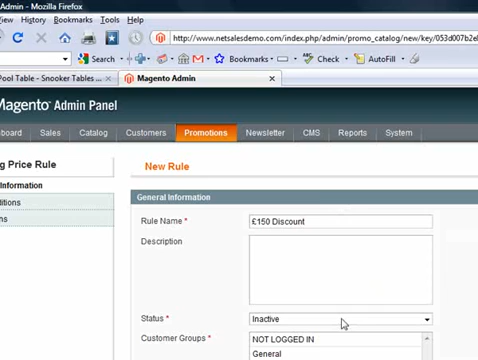 Admin - Mozilla Firefox
View History Bookmarks Tools Help
http://www.netsalesdemo.com/index.php/admin/promo_catalog/new/key/053d007b2e
Search Bookmarks Check AutoFill
Pool Table - Snooker Tables ... Magento Admin
Magento Admin Panel
board Sales Catalog Customers Promotions Newsletter CMS Reports System
g Price Rule
New Rule
Information
General Information
itions
ns
Rule Name * £150 Discount
Description
Status * Inactive
Customer Groups * NOT LOGGED IN
General